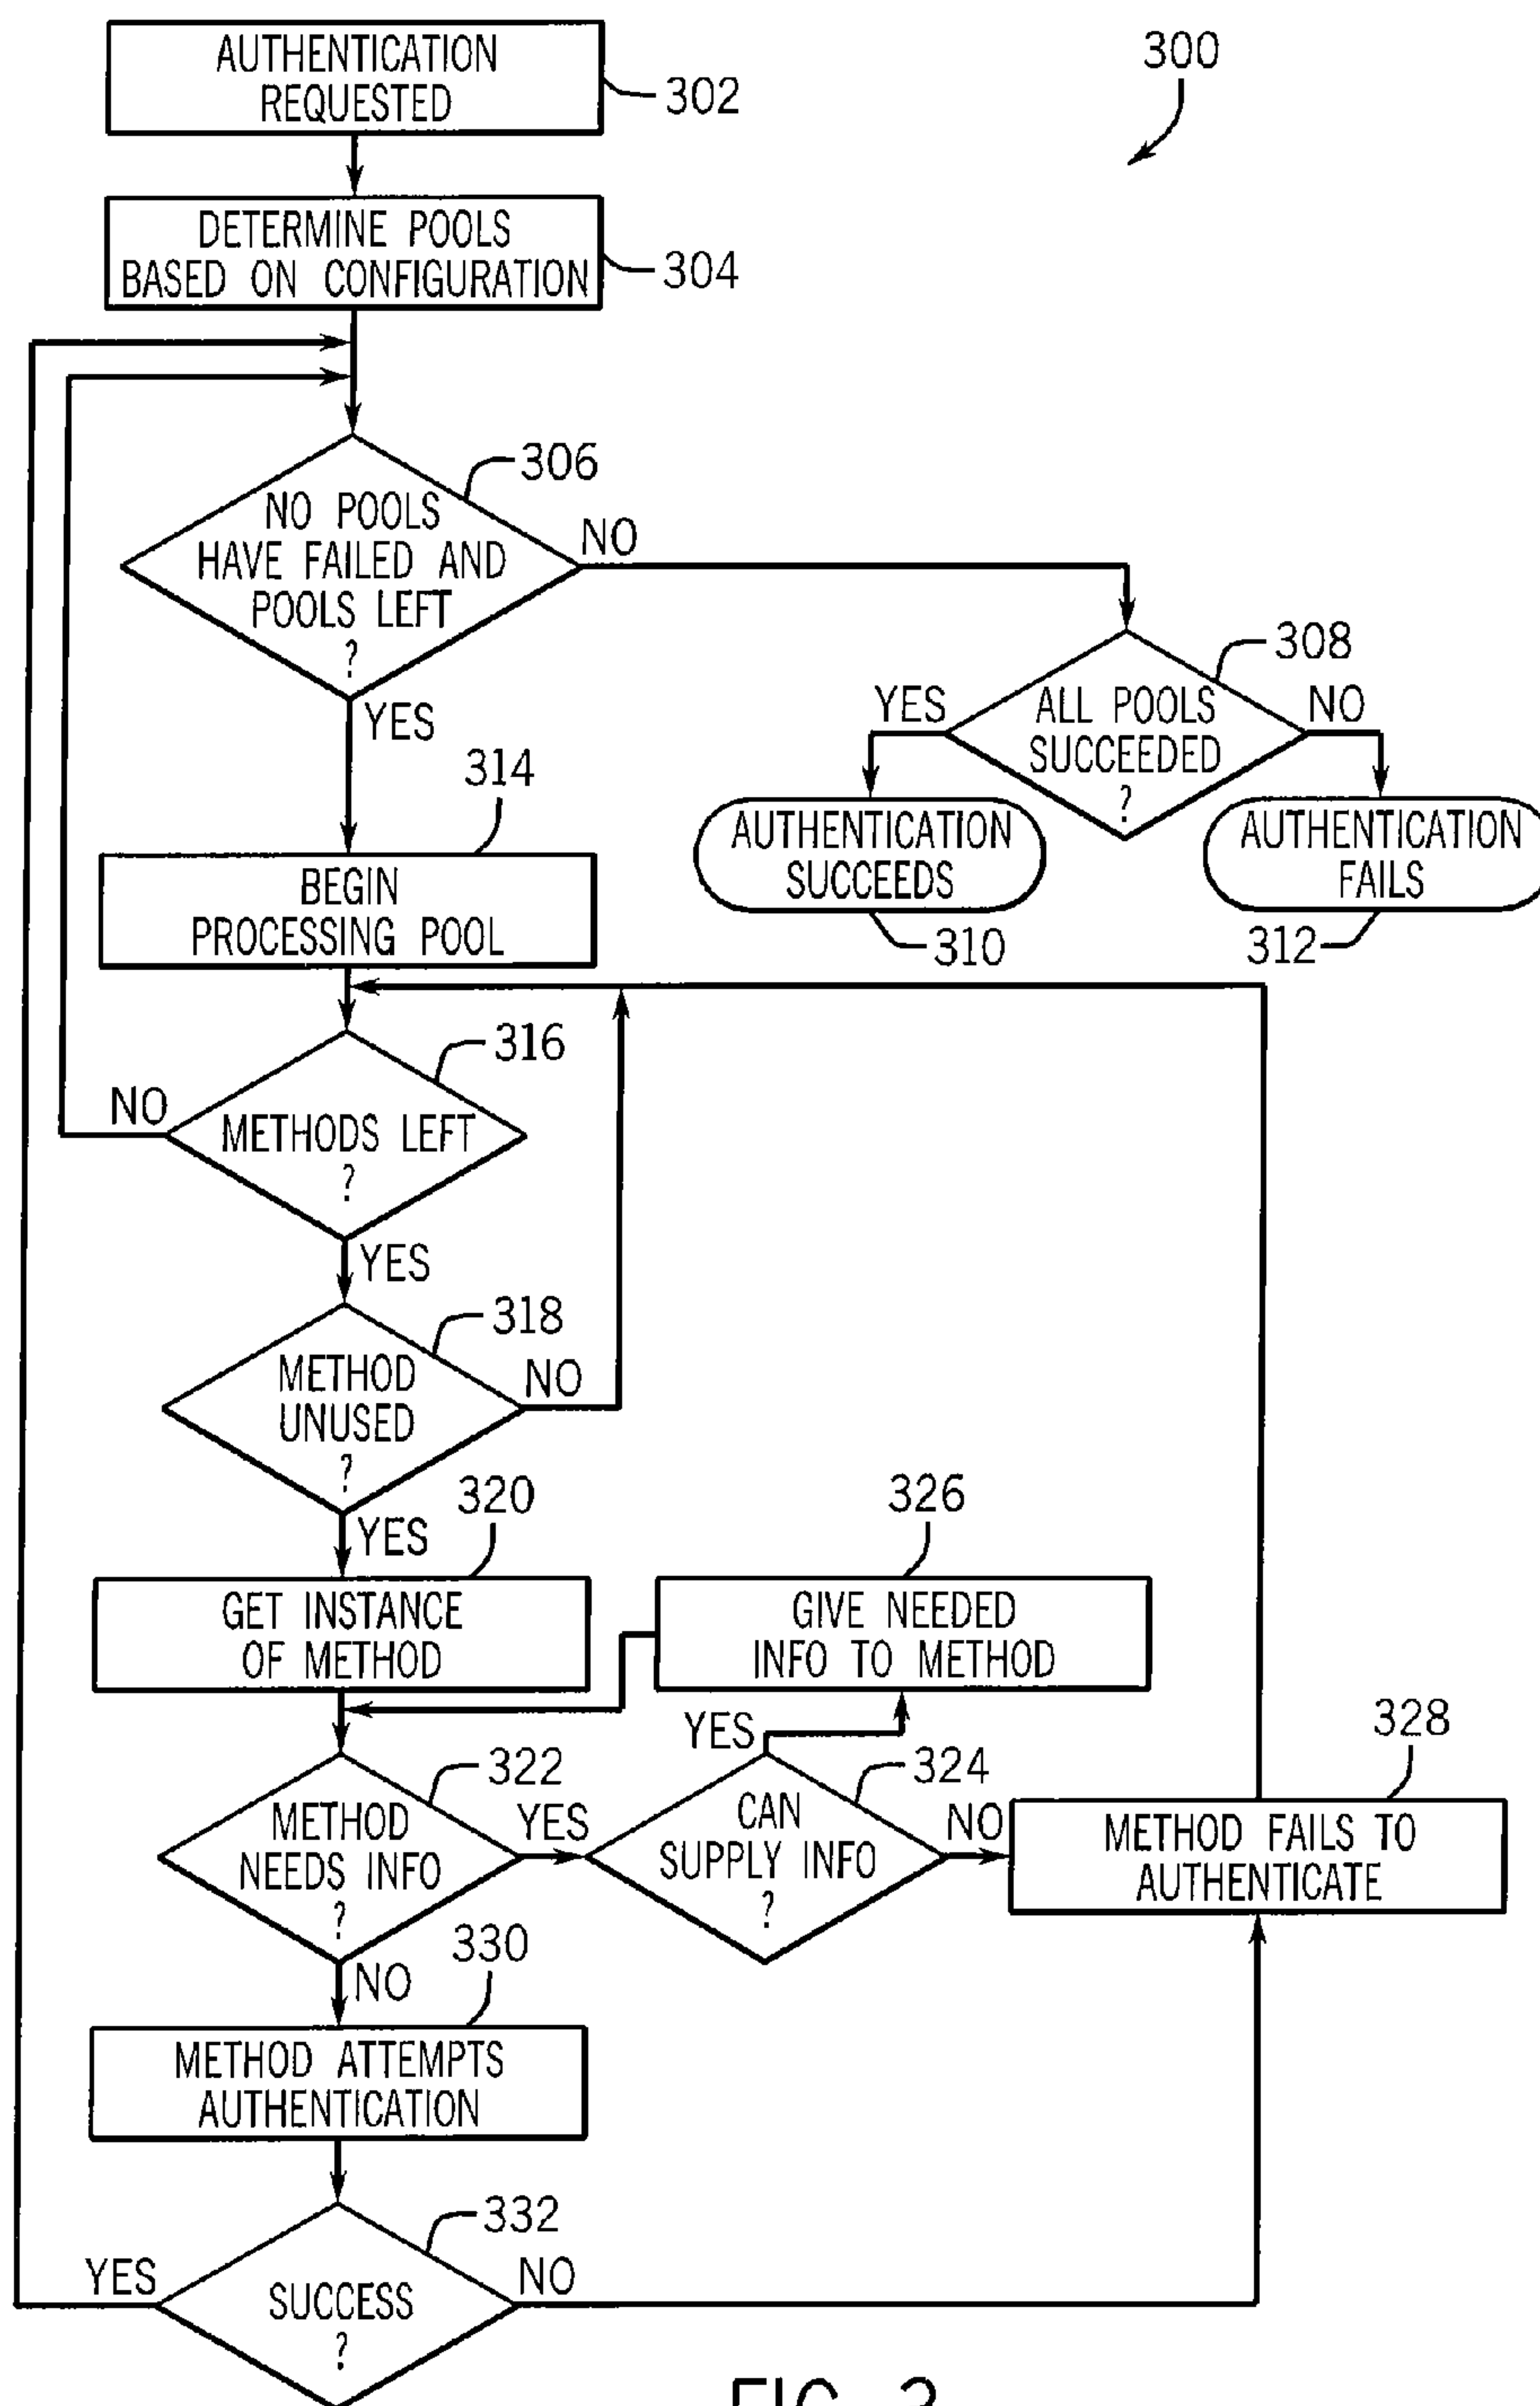 300
AUTHENTICATION
REQUESTED
302
DETERMINE POOLS
BASED ON CONFIGURATION
304
306
NO POOLS
HAVE FAILED AND
POOLS LEFT
?
NO
YES
308
ALL POOLS
SUCCEEDED
?
YES
NO
AUTHENTICATION
SUCCEEDS
310
AUTHENTICATION
FAILS
312
314
BEGIN
PROCESSING POOL
316
METHODS LEFT
?
NO
YES
318
METHOD
UNUSED
?
NO
YES
320
GET INSTANCE
OF METHOD
326
GIVE NEEDED
INFO TO METHOD
322
METHOD
NEEDS INFO
?
YES
NO
324
CAN
SUPPLY INFO
?
YES
NO
328
METHOD FAILS TO
AUTHENTICATE
330
METHOD ATTEMPTS
AUTHENTICATION
332
SUCCESS
?
YES
NO